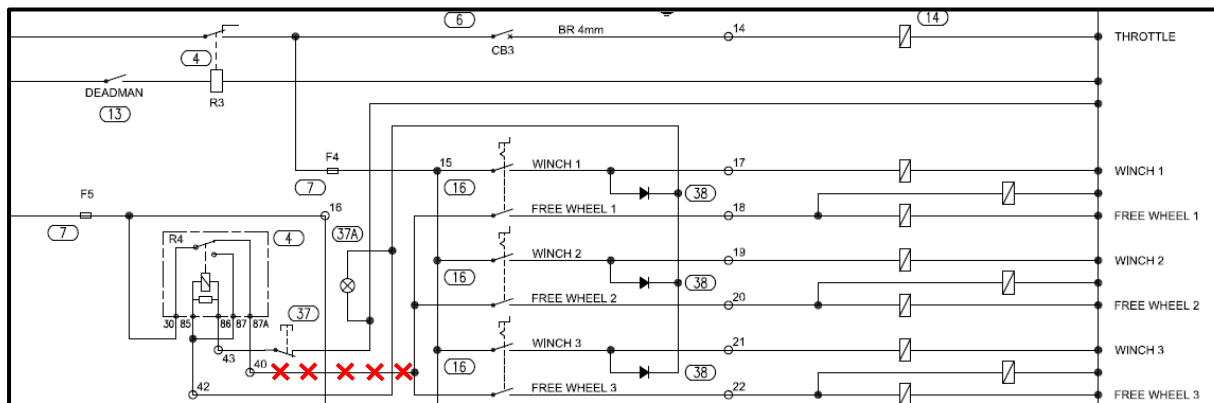 6 14
BR 4mm 14 THROTTLE
CB3
4
R3
DEADMAN
13
F4 15 WINCH 1 17 WINCH 1
7 16 38
F5 16 FREE WHEEL 1 18 FREE WHEEL 1
7 R4 4 37A
WINCH 2 19 WINCH 2
16 38
FREE WHEEL 2 20 FREE WHEEL 2
37
30 85 86 87 87A
43 WINCH 3 21 WINCH 3
40 16 38
42 FREE WHEEL 3 22 FREE WHEEL 3